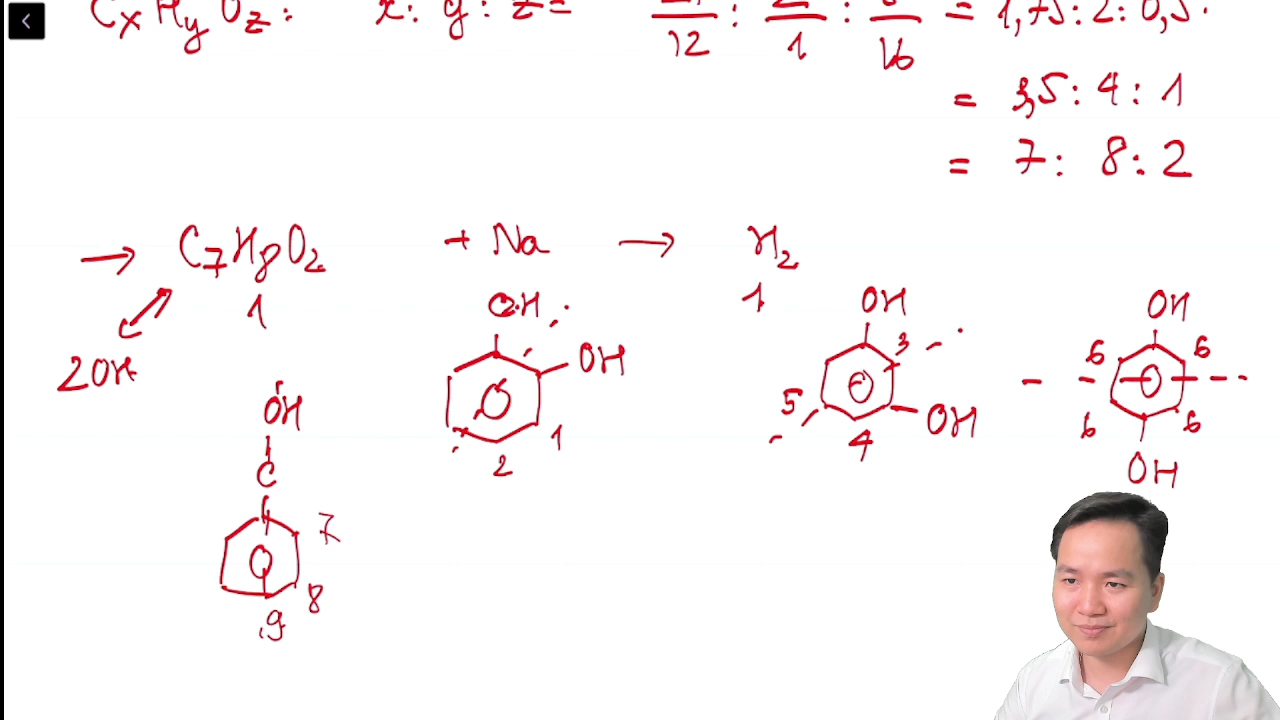 CxHyOz: x: y: z = /12 : /1 : /16 = 1,75: 2: 0,5
= 3,5: 4: 1
= 7: 8: 2
→ C7H8O2 + Na → H2
1 1
2OH
OH OH
OH OH
3
6 6
5 OH
4
6 6
1
2
OH
OH
C
7
8
9